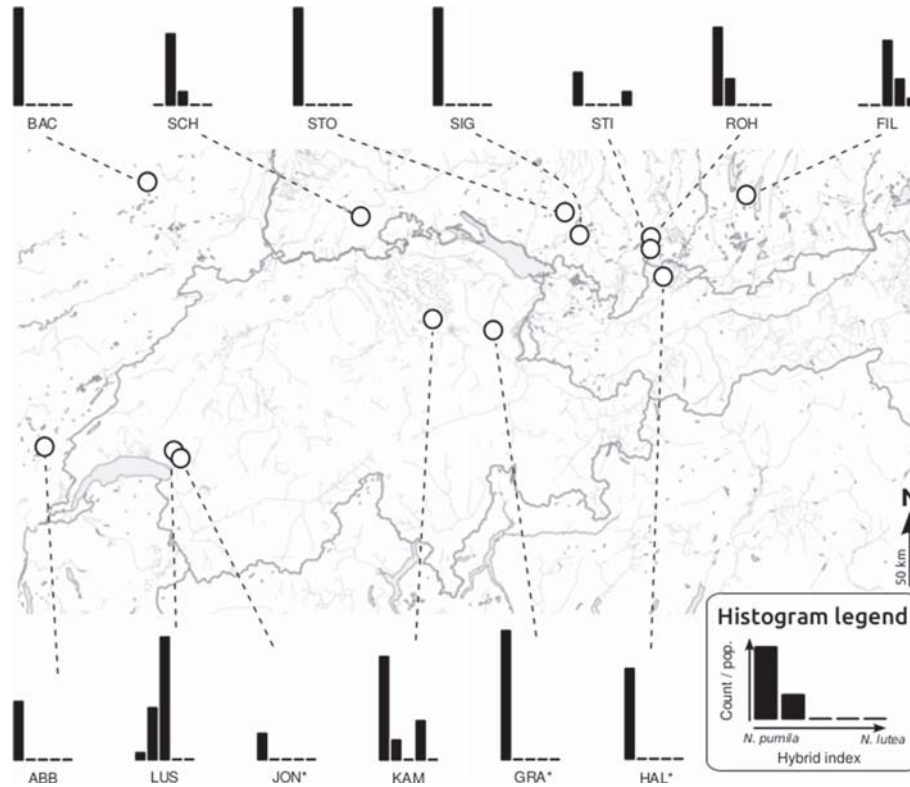 BAC SCH STO SIG STI ROH FIL
N
50 km
Histogram legend
Count / pop.
N. pumila N. lutea
Hybrid index
ABB LUS JON* KAM GRA* HAL*